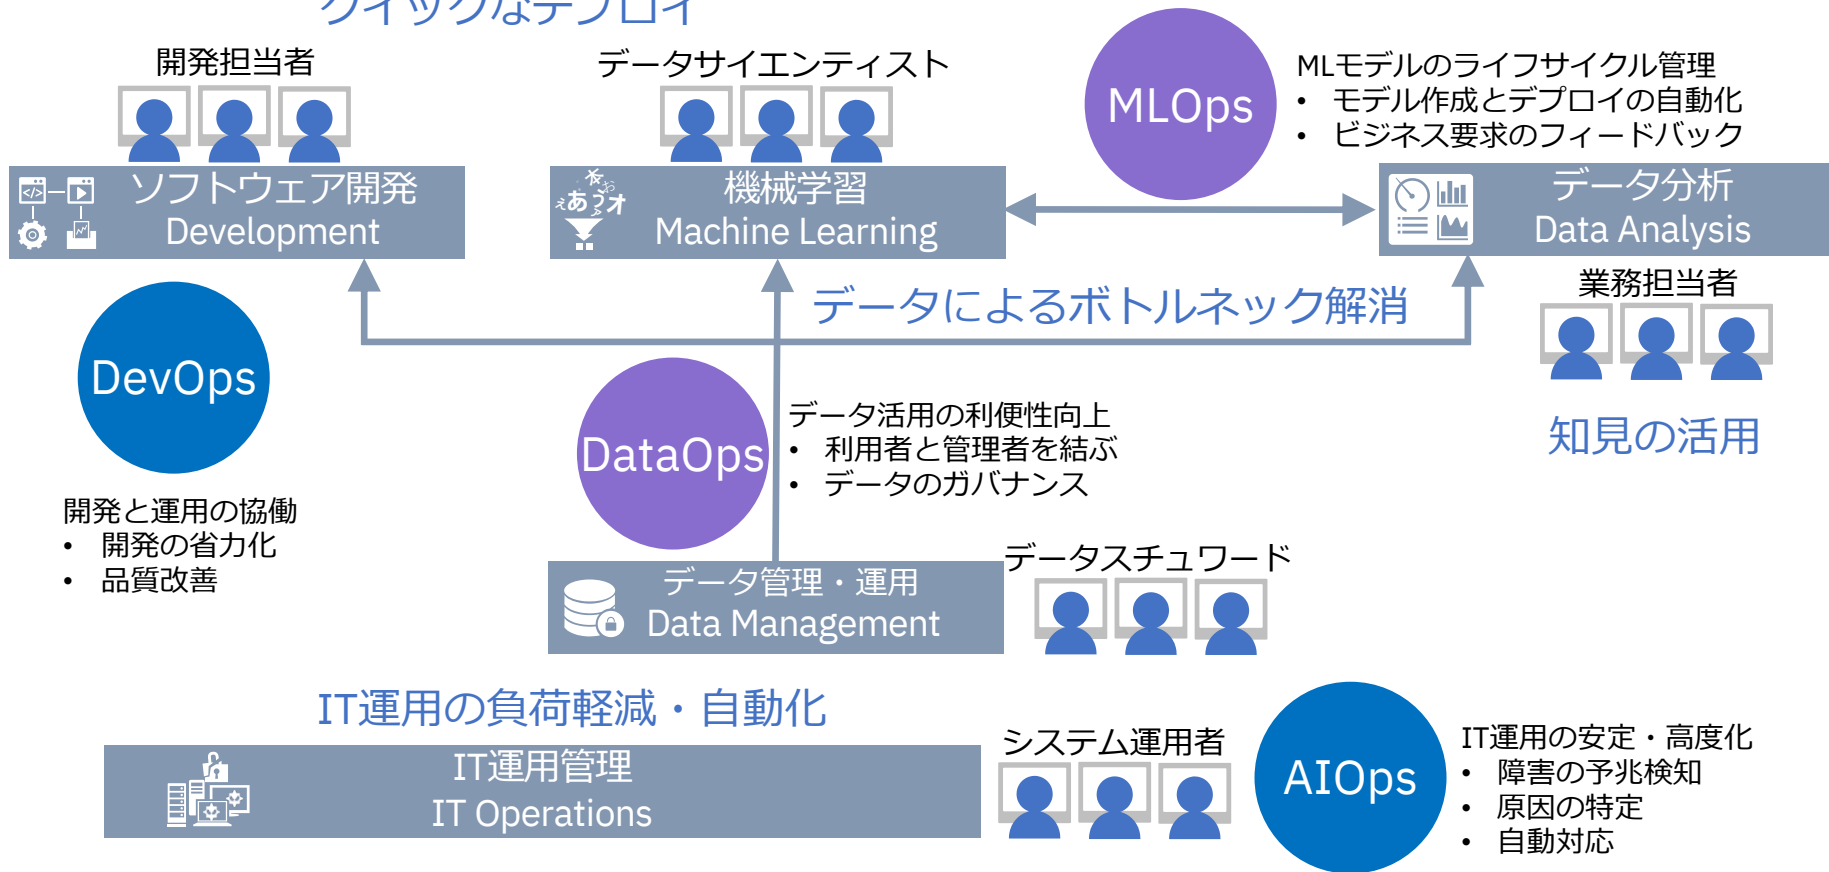 クイックなデプロイ
開発担当者
データサイエンティスト
MLOps
MLモデルのライフサイクル管理
• モデル作成とデプロイの自動化
• ビジネス要求のフィードバック
ソフトウェア開発
Development
機械学習
Machine Learning
データ分析
Data Analysis
業務担当者
データによるボトルネック解消
DevOps
DataOps
データ活用の利便性向上
• 利用者と管理者を結ぶ
• データのガバナンス
知見の活用
開発と運用の協働
• 開発の省力化
• 品質改善
データスチュワード
データ管理・運用
Data Management
IT運用の負荷軽減・自動化
システム運用者
IT運用管理
IT Operations
AIOps
IT運用の安定・高度化
• 障害の予兆検知
• 原因の特定
• 自動対応